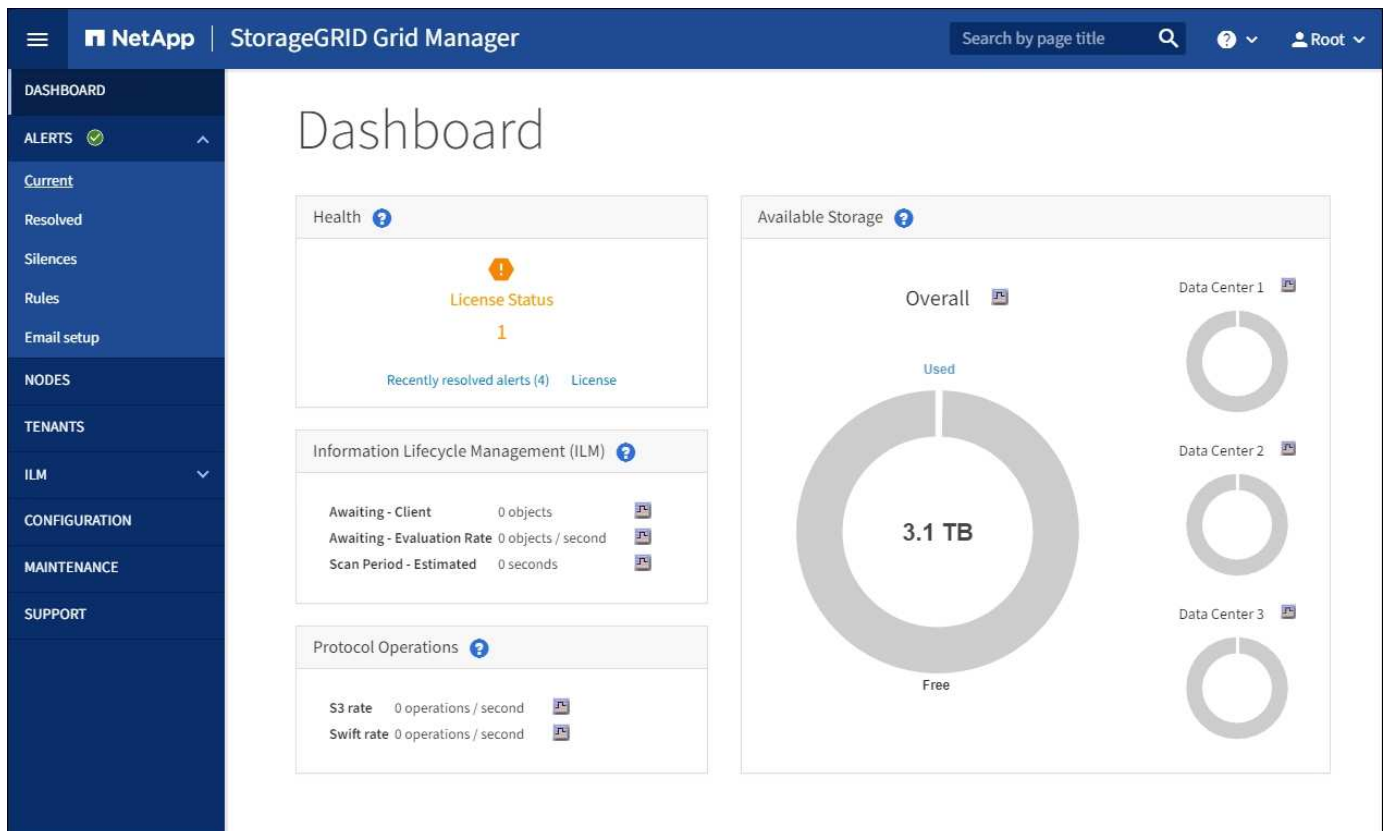 NetApp | StorageGRID Grid Manager
Search by page title
Root
DASHBOARD
ALERTS
Current
Resolved
Silences
Rules
Email setup
NODES
TENANTS
ILM
CONFIGURATION
MAINTENANCE
SUPPORT
Dashboard
Health ?
!
License Status
1
Recently resolved alerts (4) License
Information Lifecycle Management (ILM) ?
Awaiting - Client 0 objects
Awaiting - Evaluation Rate 0 objects / second
Scan Period - Estimated 0 seconds
Protocol Operations ?
S3 rate 0 operations / second
Swift rate 0 operations / second
Available Storage ?
Overall
Used
3.1 TB
Free
Data Center 1
Data Center 2
Data Center 3